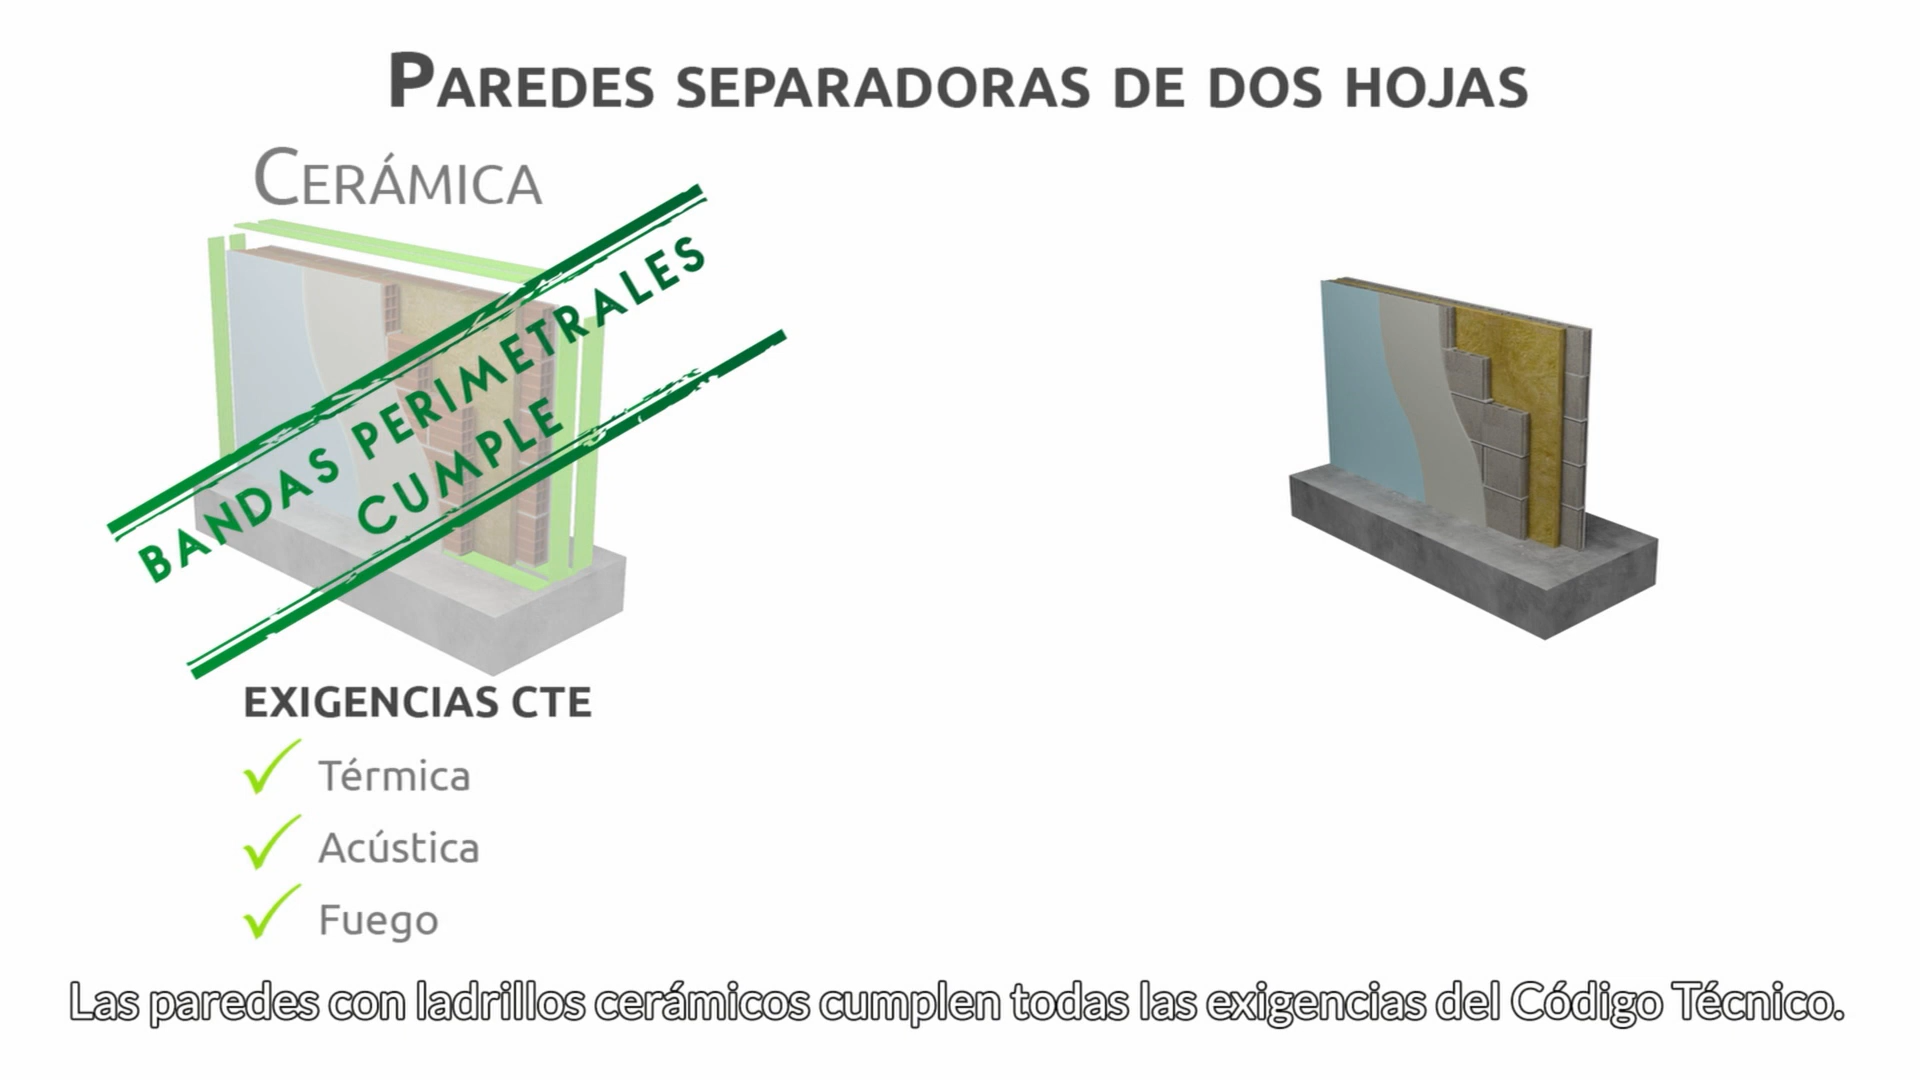 PAREDES SEPARADORAS DE DOS HOJAS
CERÁMICA
BANDAS PERIMETRALES
CUMPLE
EXIGENCIAS CTE
Térmica
Acústica
Fuego
Las paredes con ladrillos cerámicos cumplen todas las exigencias del Código Técnico.